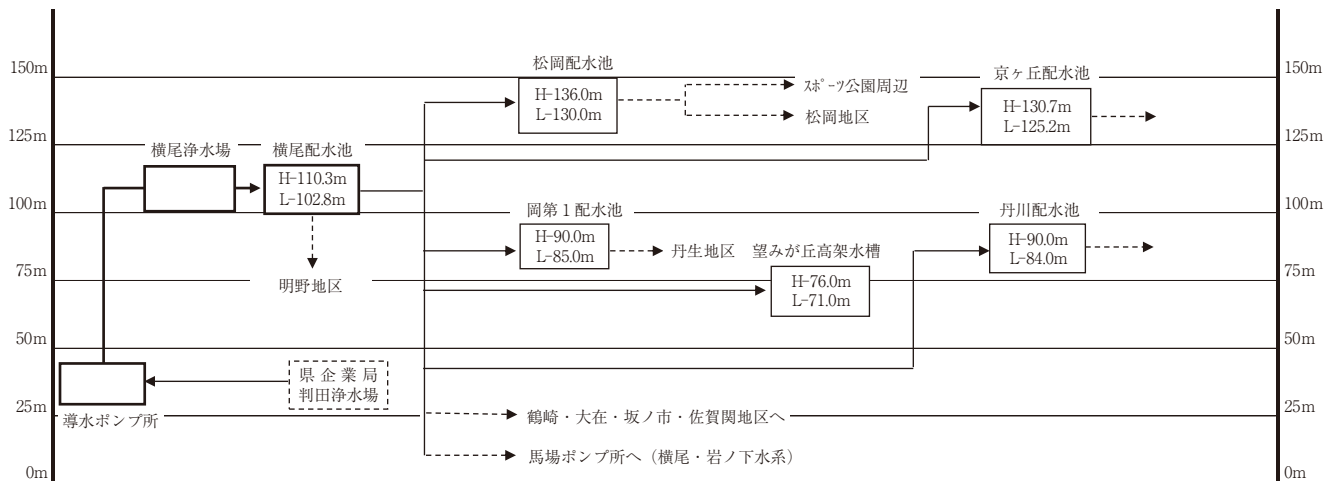 150m
125m
100m
75m
50m
25m
0m
松岡配水池
H-136.0m
L-130.0m
ｽﾎﾟｰﾂ公園周辺
松岡地区
京ヶ丘配水池
H-130.7m
L-125.2m
150m
125m
100m
75m
50m
25m
0m
横尾浄水場
横尾配水池
H-110.3m
L-102.8m
明野地区
岡第１配水池
H-90.0m
L-85.0m
丹生地区
望みが丘高架水槽
H-76.0m
L-71.0m
丹川配水池
H-90.0m
L-84.0m
県企業局
判田浄水場
導水ポンプ所
鶴崎・大在・坂ノ市・佐賀関地区へ
馬場ポンプ所へ（横尾・岩ノ下水系）